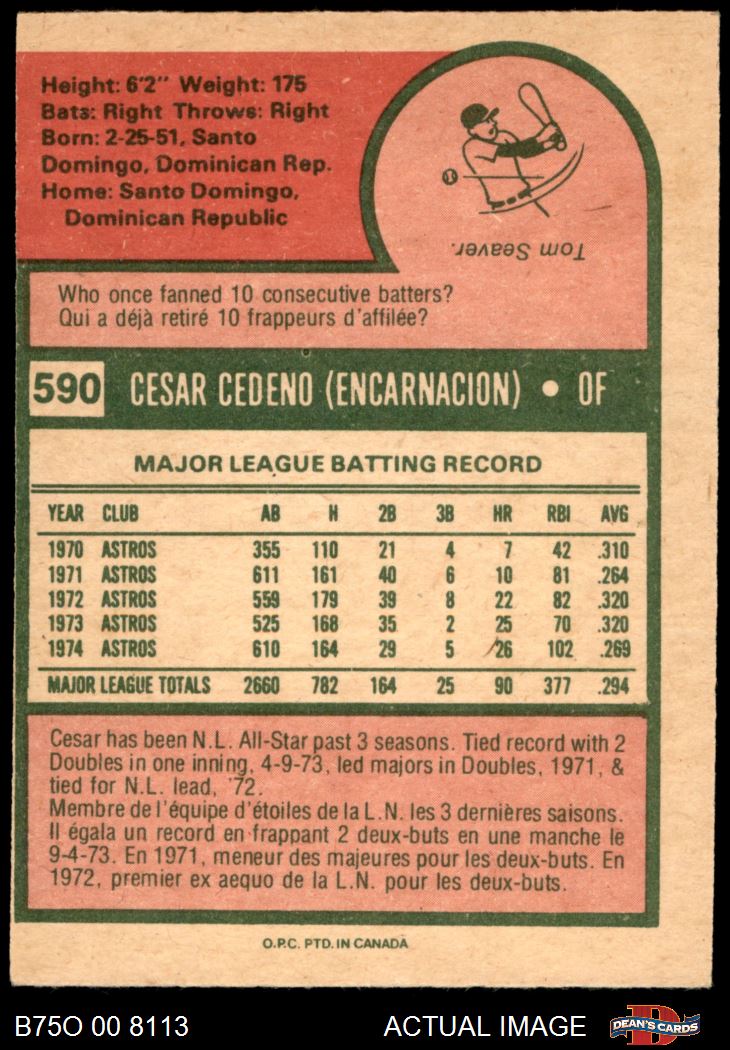 Height: 6'2" Weight: 175
Bats: Right Throws: Right
Born: 2-25-51, Santo
Domingo, Dominican Rep.
Home: Santo Domingo,
Dominican Republic
Tom Seaver.
Who once fanned 10 consecutive batters?
Qui a déjà retiré 10 frappeurs d'affilée?
590 CESAR CEDENO (ENCARNACION) • OF
MAJOR LEAGUE BATTING RECORD
YEAR CLUB AB H 2B 3B HR RBI AVG
1970 ASTROS 355 110 21 4 7 42 .310
1971 ASTROS 611 161 40 6 10 81 .264
1972 ASTROS 559 179 39 8 22 82 .320
1973 ASTROS 525 168 35 2 25 70 .320
1974 ASTROS 610 164 29 5 26 102 .269
MAJOR LEAGUE TOTALS 2660 782 164 25 90 377 .294
Cesar has been N.L. All-Star past 3 seasons. Tied record with 2
Doubles in one inning, 4-9-73, led majors in Doubles, 1971, &
tied for N.L. lead, '72.
Membre de l'équipe d'étoiles de la L.N. les 3 dernières saisons.
Il égala un record en frappant 2 deux-buts en une manche le
9-4-73. En 1971, meneur des majeures pour les deux-buts. En
1972, premier ex aequo de la L.N. pour les deux-buts.
O.P.C. PTD. IN CANADA
B75O 00 8113 ACTUAL IMAGE DEAN'S CARDS